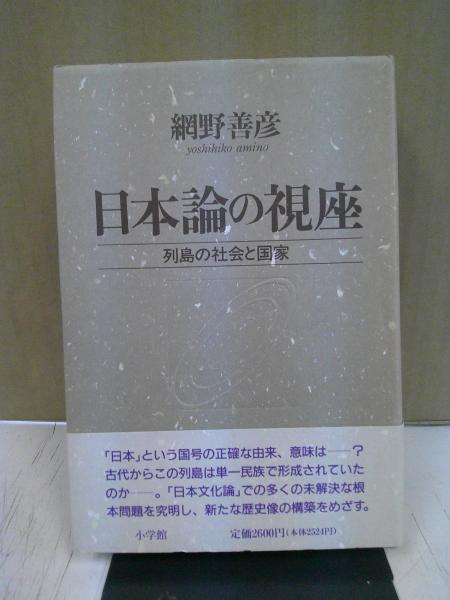 網野善彦
yoshihiko amino
日本論の視座
列島の社会と国家
「日本」という国号の正確な由来、意味は――？
古代からこの列島は単一民族で形成されていた
のか――。「日本文化論」での多くの未解決な根
本問題を究明し、新たな歴史像の構築をめざす。
小学館 定価2600円(本体2524円)